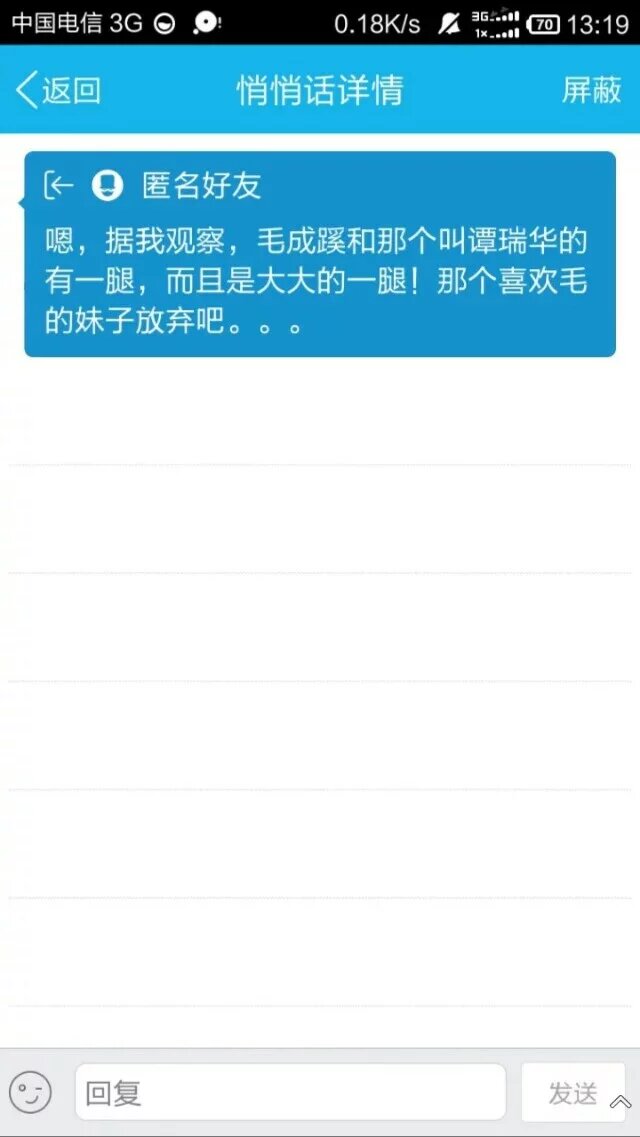 中国电信 3G 0.18K/s 3G 1x 70 13:19
返回 悄悄话详情 屏蔽
匿名好友
嗯，据我观察，毛成蹊和那个叫谭瑞华的
有一腿，而且是大大的一腿！那个喜欢毛
的妹子放弃吧。。。
回复 发送